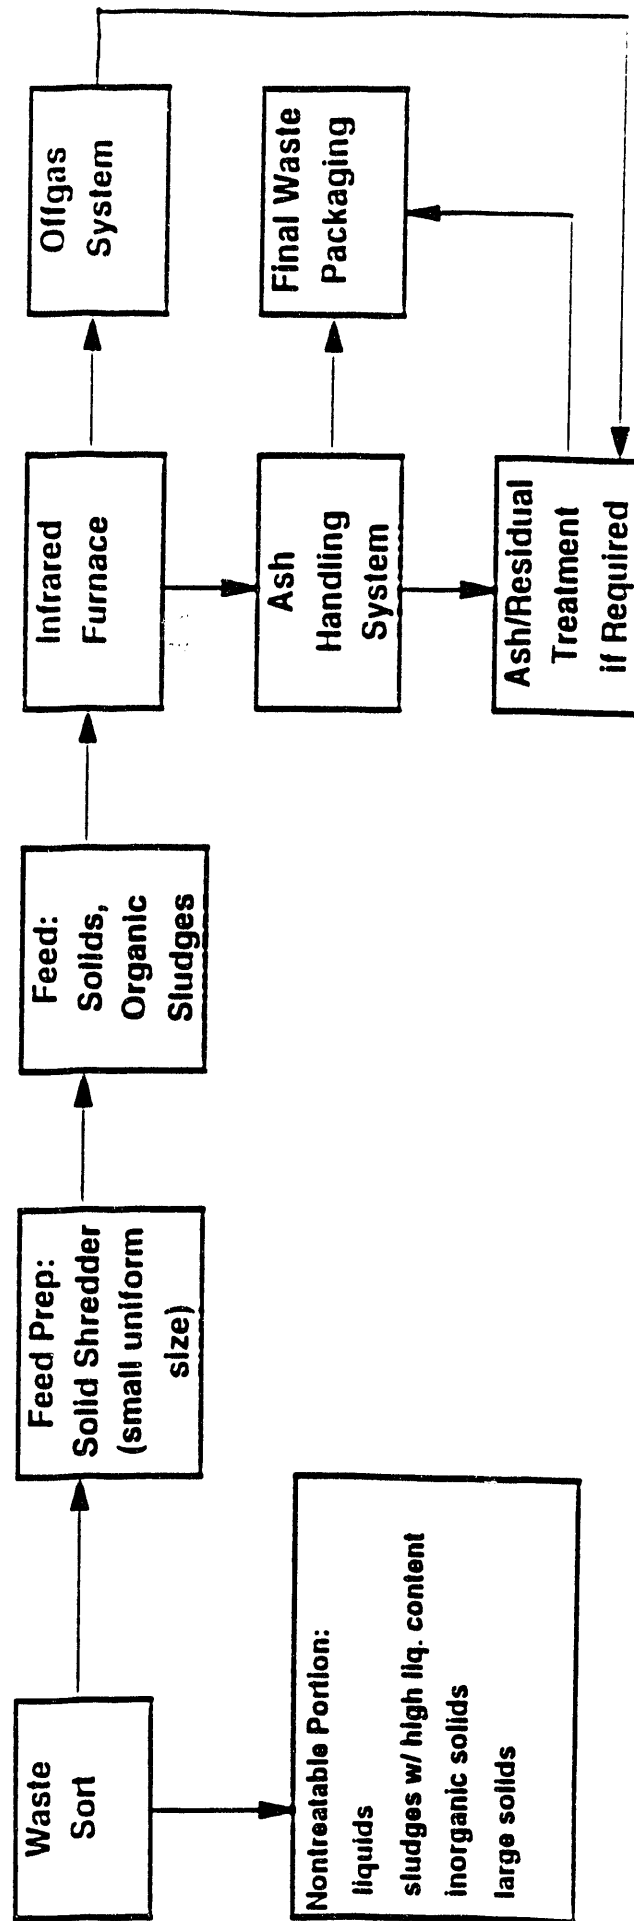 Waste
Sort
Nontreatable Portion:
liquids
sludges w/ high liq. content
inorganic solids
large solids
Feed Prep:
Solid Shredder
(small uniform
size)
Feed:
Solids,
Organic
Sludges
Infrared
Furnace
Offgas
System
Ash
Handling
System
Final Waste
Packaging
Ash/Residual
Treatment
if Required